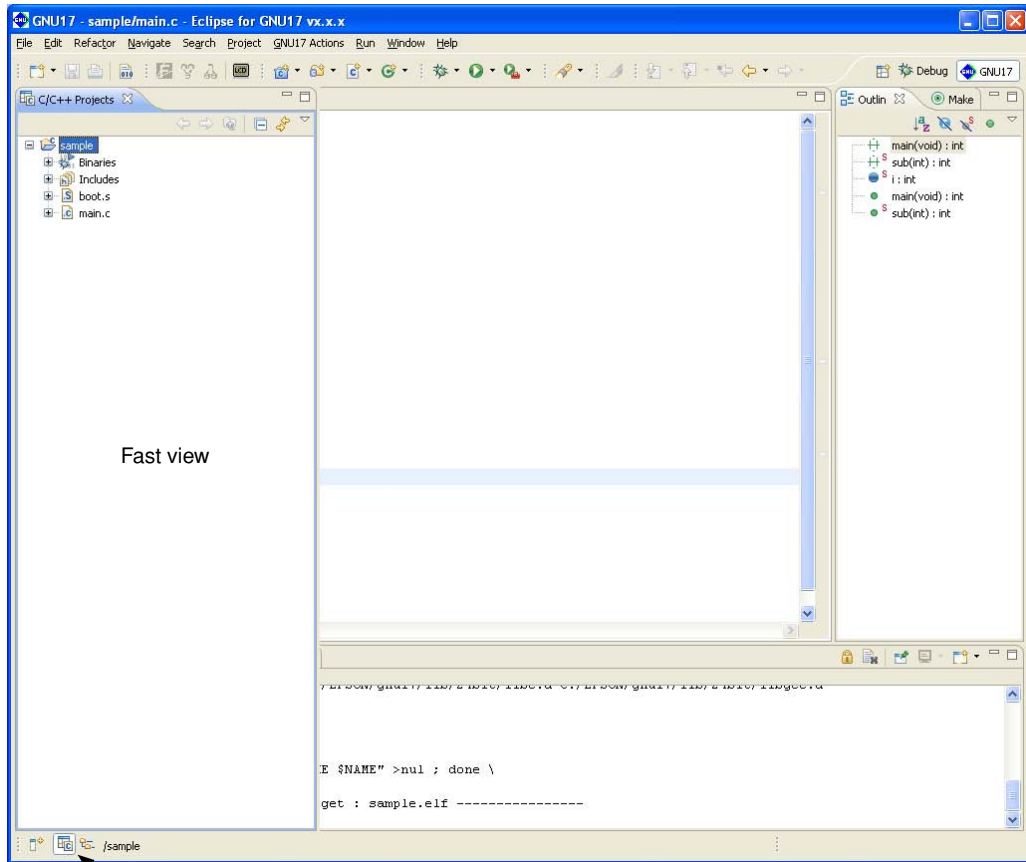 GNU17 - sample/main.c - Eclipse for GNU17 vx.x.x
File Edit Refactor Navigate Search Project GNU17 Actions Run Window Help
Debug GNU17
C/C++ Projects
Outlin Make
sample
Binaries
Includes
boot.s
main.c
main(void) : int
sub(int) : int
i : int
main(void) : int
sub(int) : int
Fast view
E $NAME" >nul ; done \
get : sample.elf ----------------
/sample